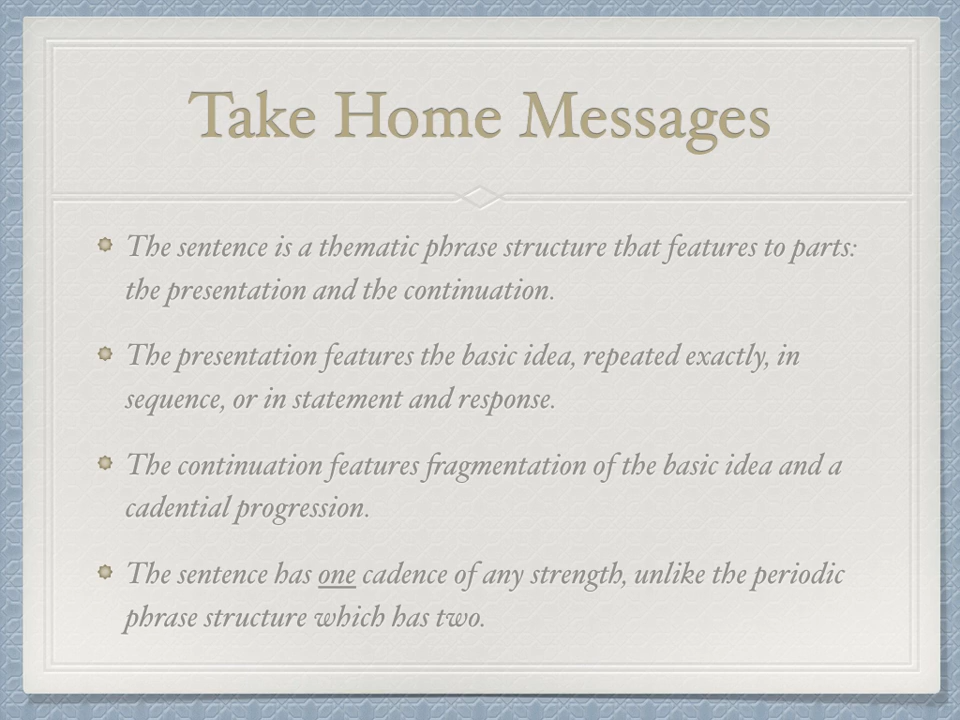 Take Home Messages
The sentence is a thematic phrase structure that features to parts:
the presentation and the continuation.
The presentation features the basic idea, repeated exactly, in
sequence, or in statement and response.
The continuation features fragmentation of the basic idea and a
cadential progression.
The sentence has one cadence of any strength, unlike the periodic
phrase structure which has two.